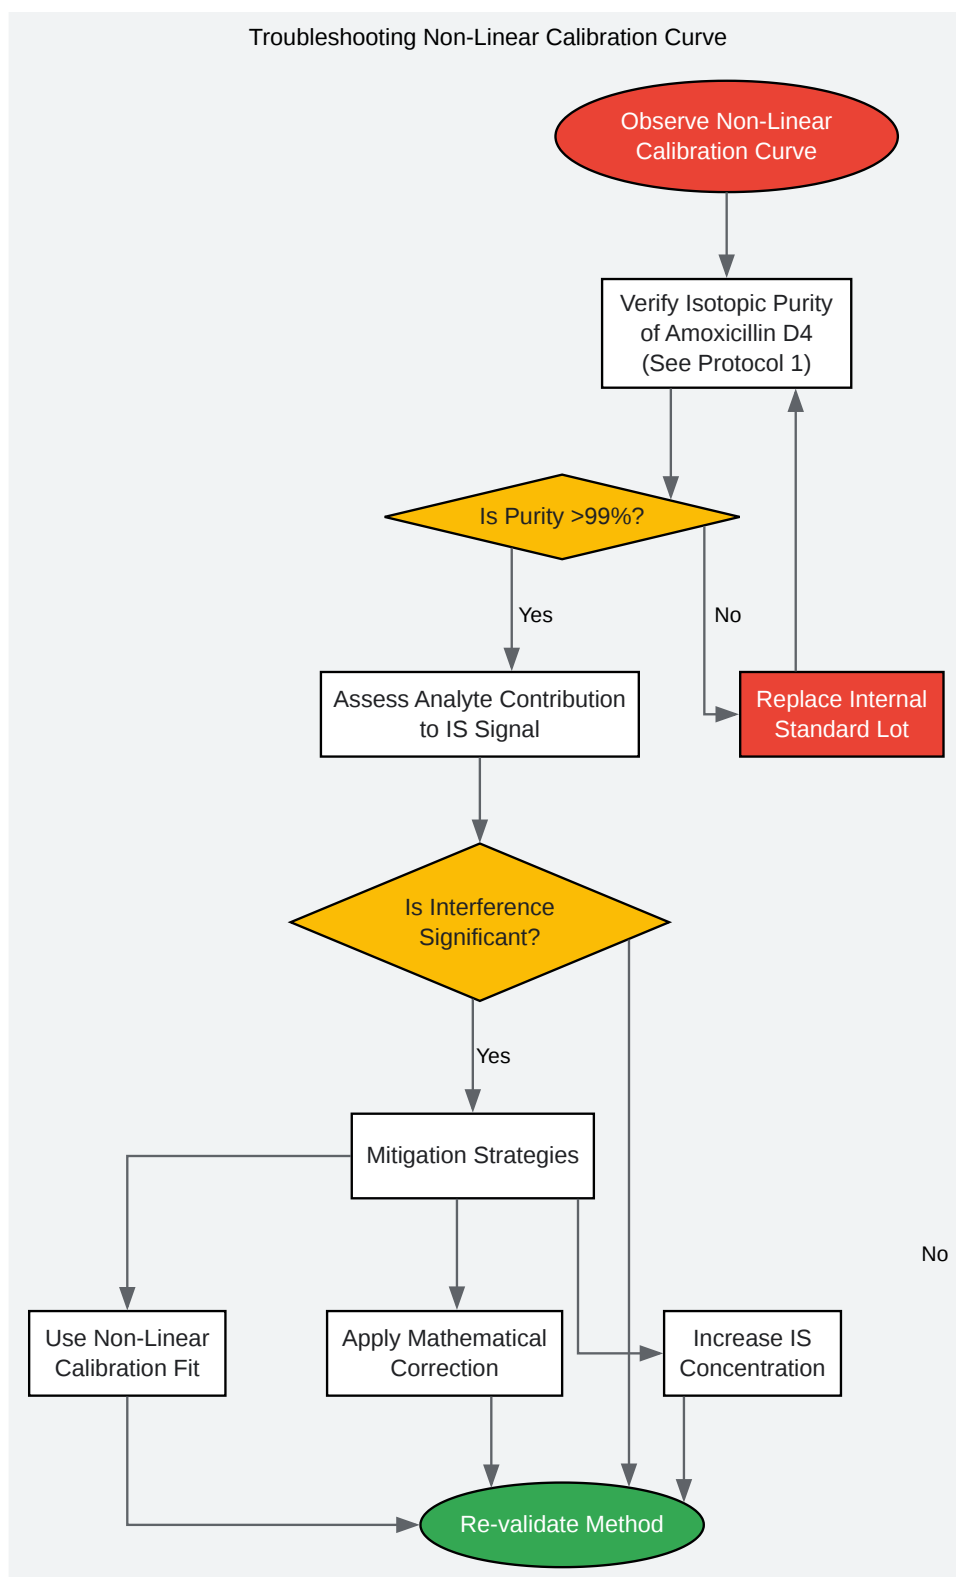 Troubleshooting Non-Linear Calibration Curve
Observe Non-Linear
Calibration Curve
Verify Isotopic Purity
of Amoxicillin D4
(See Protocol 1)
Is Purity >99%?
Yes
No
Assess Analyte Contribution
to IS Signal
Replace Internal
Standard Lot
Is Interference
Significant?
Yes
Mitigation Strategies
No
Use Non-Linear
Calibration Fit
Apply Mathematical
Correction
Increase IS
Concentration
Re-validate Method